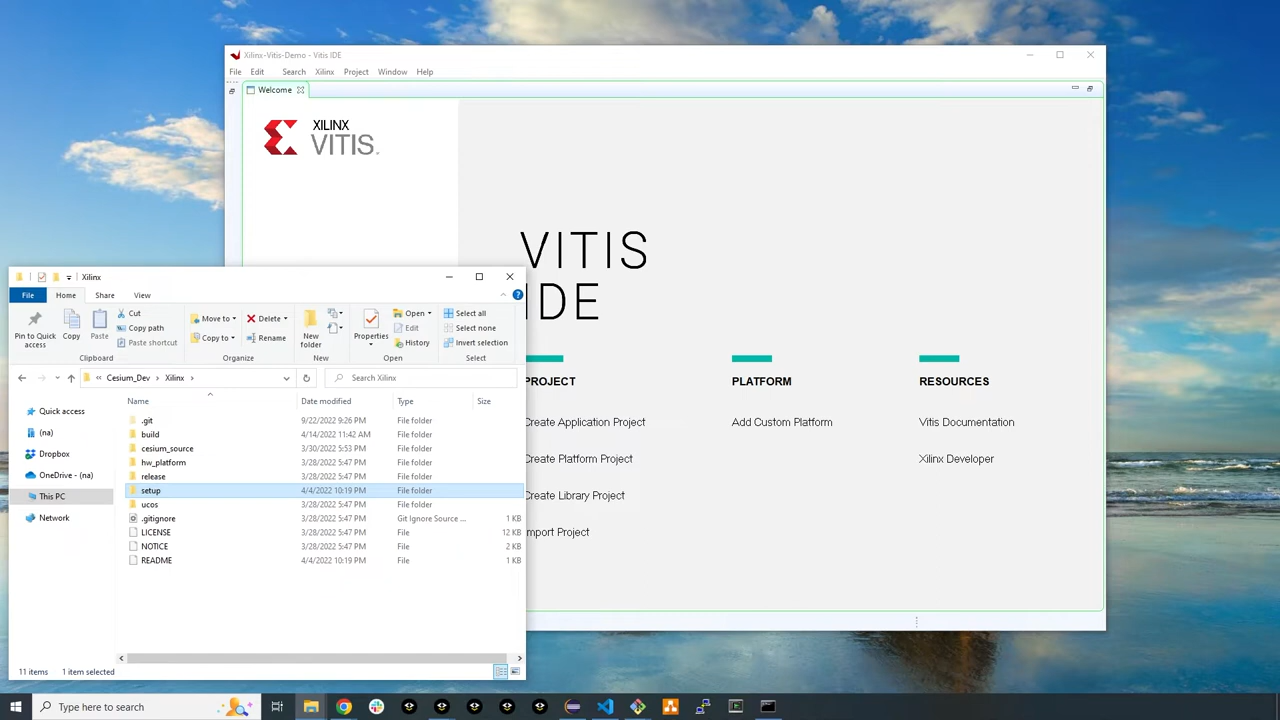 Xilinx-Vitis-Demo - Vitis IDE
File Edit Search Xilinx Project Window Help
Welcome
XILINX
VITIS
VITIS
IDE
PROJECT PLATFORM RESOURCES
Create Application Project Add Custom Platform Vitis Documentation
Create Platform Project Xilinx Developer
Create Library Project
Import Project
Xilinx
File Home Share View
Pin to Quick access
Copy
Paste
Cut
Copy path
Paste shortcut
Clipboard
Move to
Copy to
Delete
Rename
Organize
New folder
New
Properties
Open
Edit
History
Open
Select all
Select none
Invert selection
Select
« Cesium_Dev > Xilinx >
Search Xilinx
Quick access
(na)
Dropbox
OneDrive - (na)
This PC
Network
Name Date modified Type Size
.git 9/22/2022 9:26 PM File folder
build 4/14/2022 11:42 AM File folder
cesium_source 3/30/2022 5:53 PM File folder
hw_platform 3/28/2022 5:47 PM File folder
release 3/28/2022 5:47 PM File folder
setup 4/4/2022 10:19 PM File folder
ucos 3/28/2022 5:47 PM File folder
.gitignore 3/28/2022 5:47 PM Git Ignore Source ... 1 KB
LICENSE 3/28/2022 5:47 PM File 12 KB
NOTICE 3/28/2022 5:47 PM File 2 KB
README 4/4/2022 10:19 PM File 1 KB
11 items 1 item selected
Type here to search